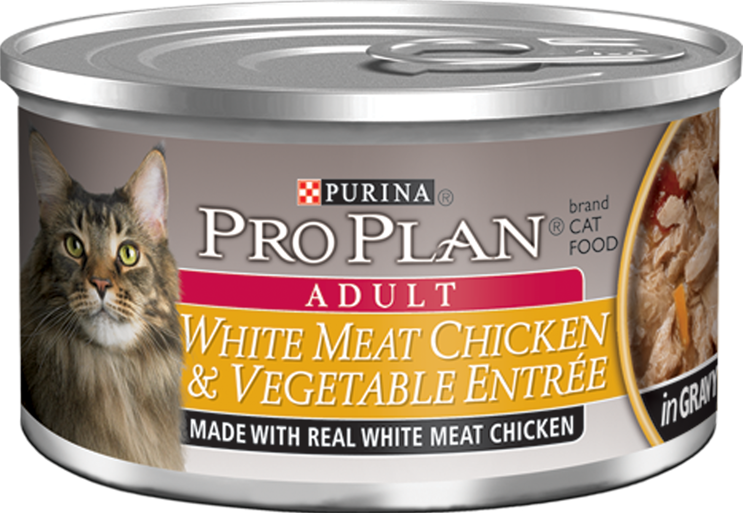 PURINA®
PRO PLAN®
brand
CAT
FOOD
ADULT
WHITE MEAT CHICKEN
& VEGETABLE ENTRÉE
MADE WITH REAL WHITE MEAT CHICKEN
in GRAVY